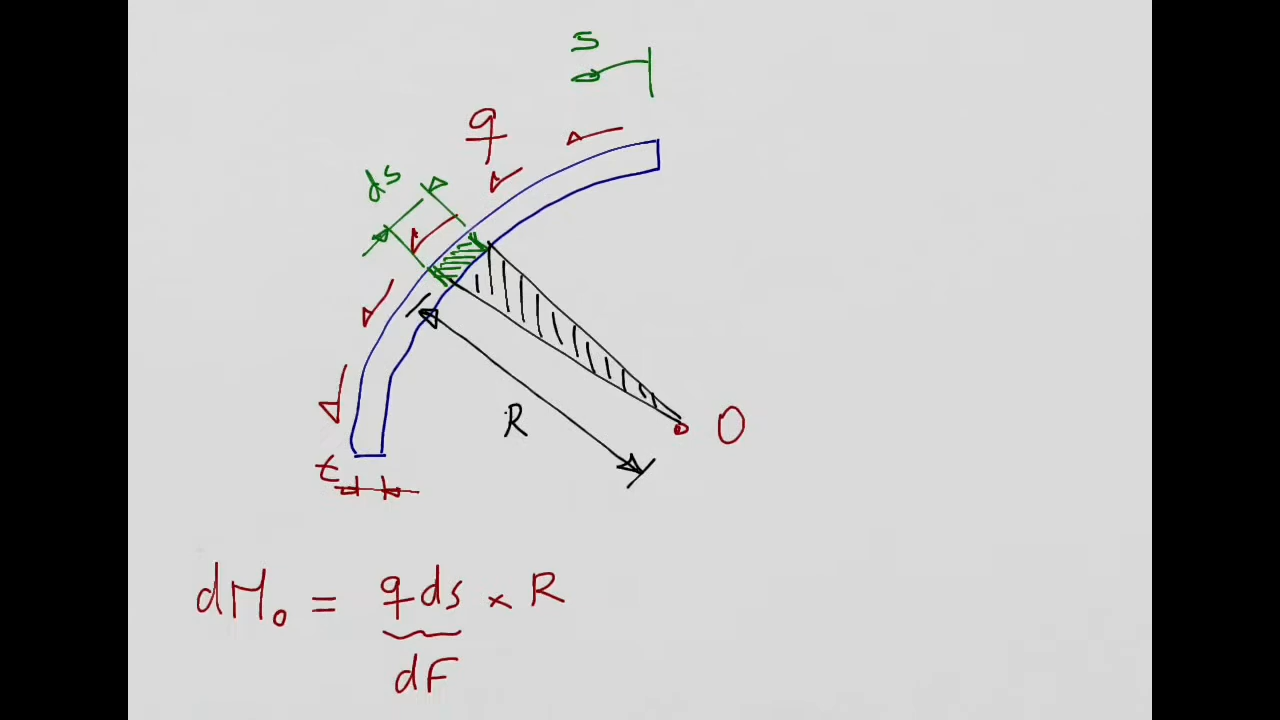 s
q
ds
R
O
t
dM₀ = q ds × R
dF